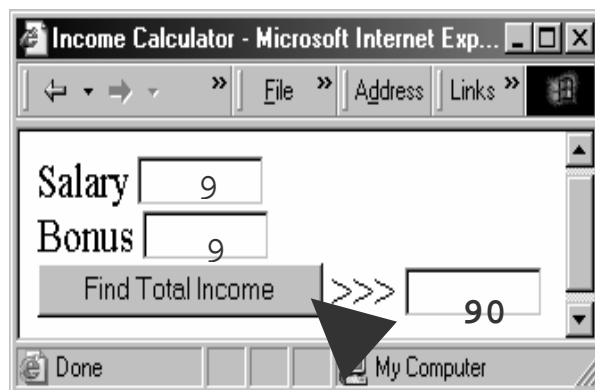 Income Calculator - Microsoft Internet Exp...
» File » Address Links »
Salary 9
Bonus 9
Find Total Income >>> 90
Done My Computer